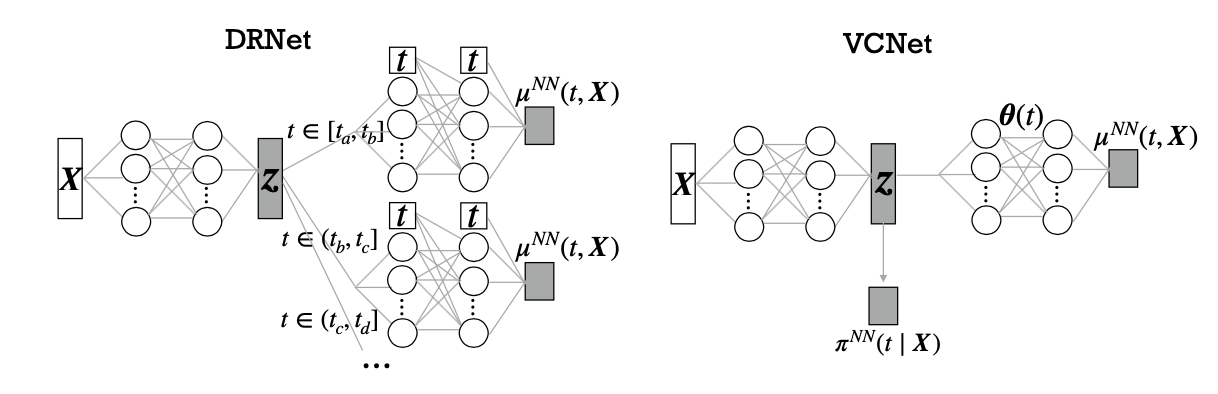 DRNet
X
z
t ∈ [t_a, t_b]
t
t
μ^{NN}(t, X)
t ∈ (t_b, t_c]
t
t
μ^{NN}(t, X)
t ∈ (t_c, t_d]
...
VCNet
X
z
θ(t)
μ^{NN}(t, X)
π^{NN}(t | X)